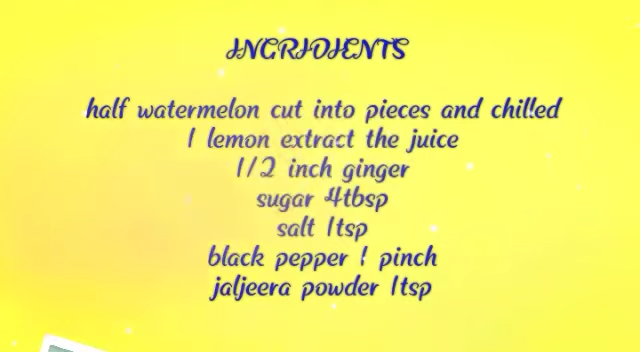 INGRIDIENTS
half watermelon cut into pieces and chilled
1 lemon extract the juice
1/2 inch ginger
sugar 4tbsp
salt 1tsp
black pepper 1 pinch
jaljeera powder 1tsp